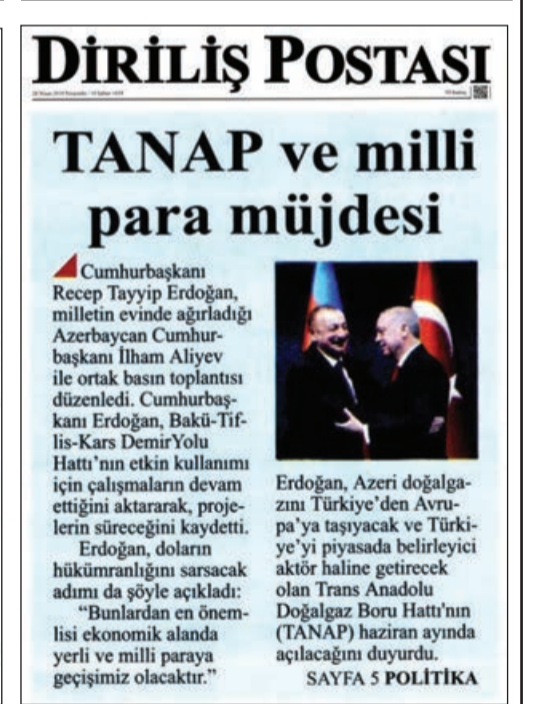 DİRİLİŞ POSTASI
TANAP ve milli
para müjdesi
Cumhurbaşkanı
Recep Tayyip Erdoğan,
milletin evinde ağırladığı
Azerbaycan Cumhur-
başkanı İlham Aliyev
ile ortak basın toplantısı
düzenledi. Cumhurbaş-
kanı Erdoğan, Bakü-Tif-
lis-Kars DemirYolu
Hattı’nın etkin kullanımı
için çalışmaların devam
ettiğini aktararak, proje-
lerin süreceğini kaydetti.
Erdoğan, doların
hükümranlığını sarsacak
adımı da şöyle açıkladı:
“Bunlardan en önem-
lisi ekonomik alanda
yerli ve milli paraya
geçişimiz olacaktır.”
Erdoğan, Azeri doğalga-
zını Türkiye’den Avru-
pa’ya taşıyacak ve Türki-
ye’yi piyasada belirleyici
aktör haline getirecek
olan Trans Anadolu
Doğalgaz Boru Hattı'nın
(TANAP) haziran ayında
açılacağını duyurdu.
SAYFA 5 POLİTİKA